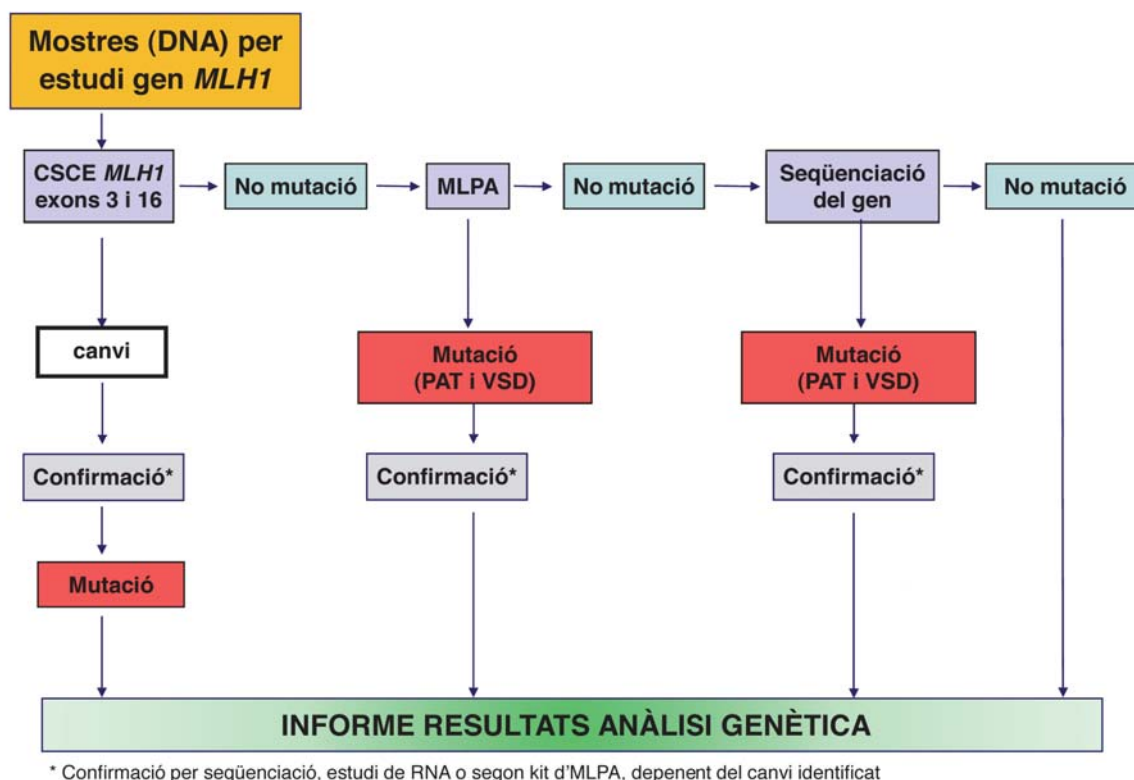 Mostres (DNA) per
estudi gen MLH1
CSCE MLH1
exons 3 i 16
No mutació
MLPA
No mutació
Seqüenciació
del gen
No mutació
canvi
Mutació
(PAT i VSD)
Mutació
(PAT i VSD)
Confirmació*
Confirmació*
Confirmació*
Mutació
INFORME RESULTATS ANÀLISI GENÈTICA
* Confirmació per seqüenciació, estudi de RNA o segon kit d'MLPA, depenent del canvi identificat